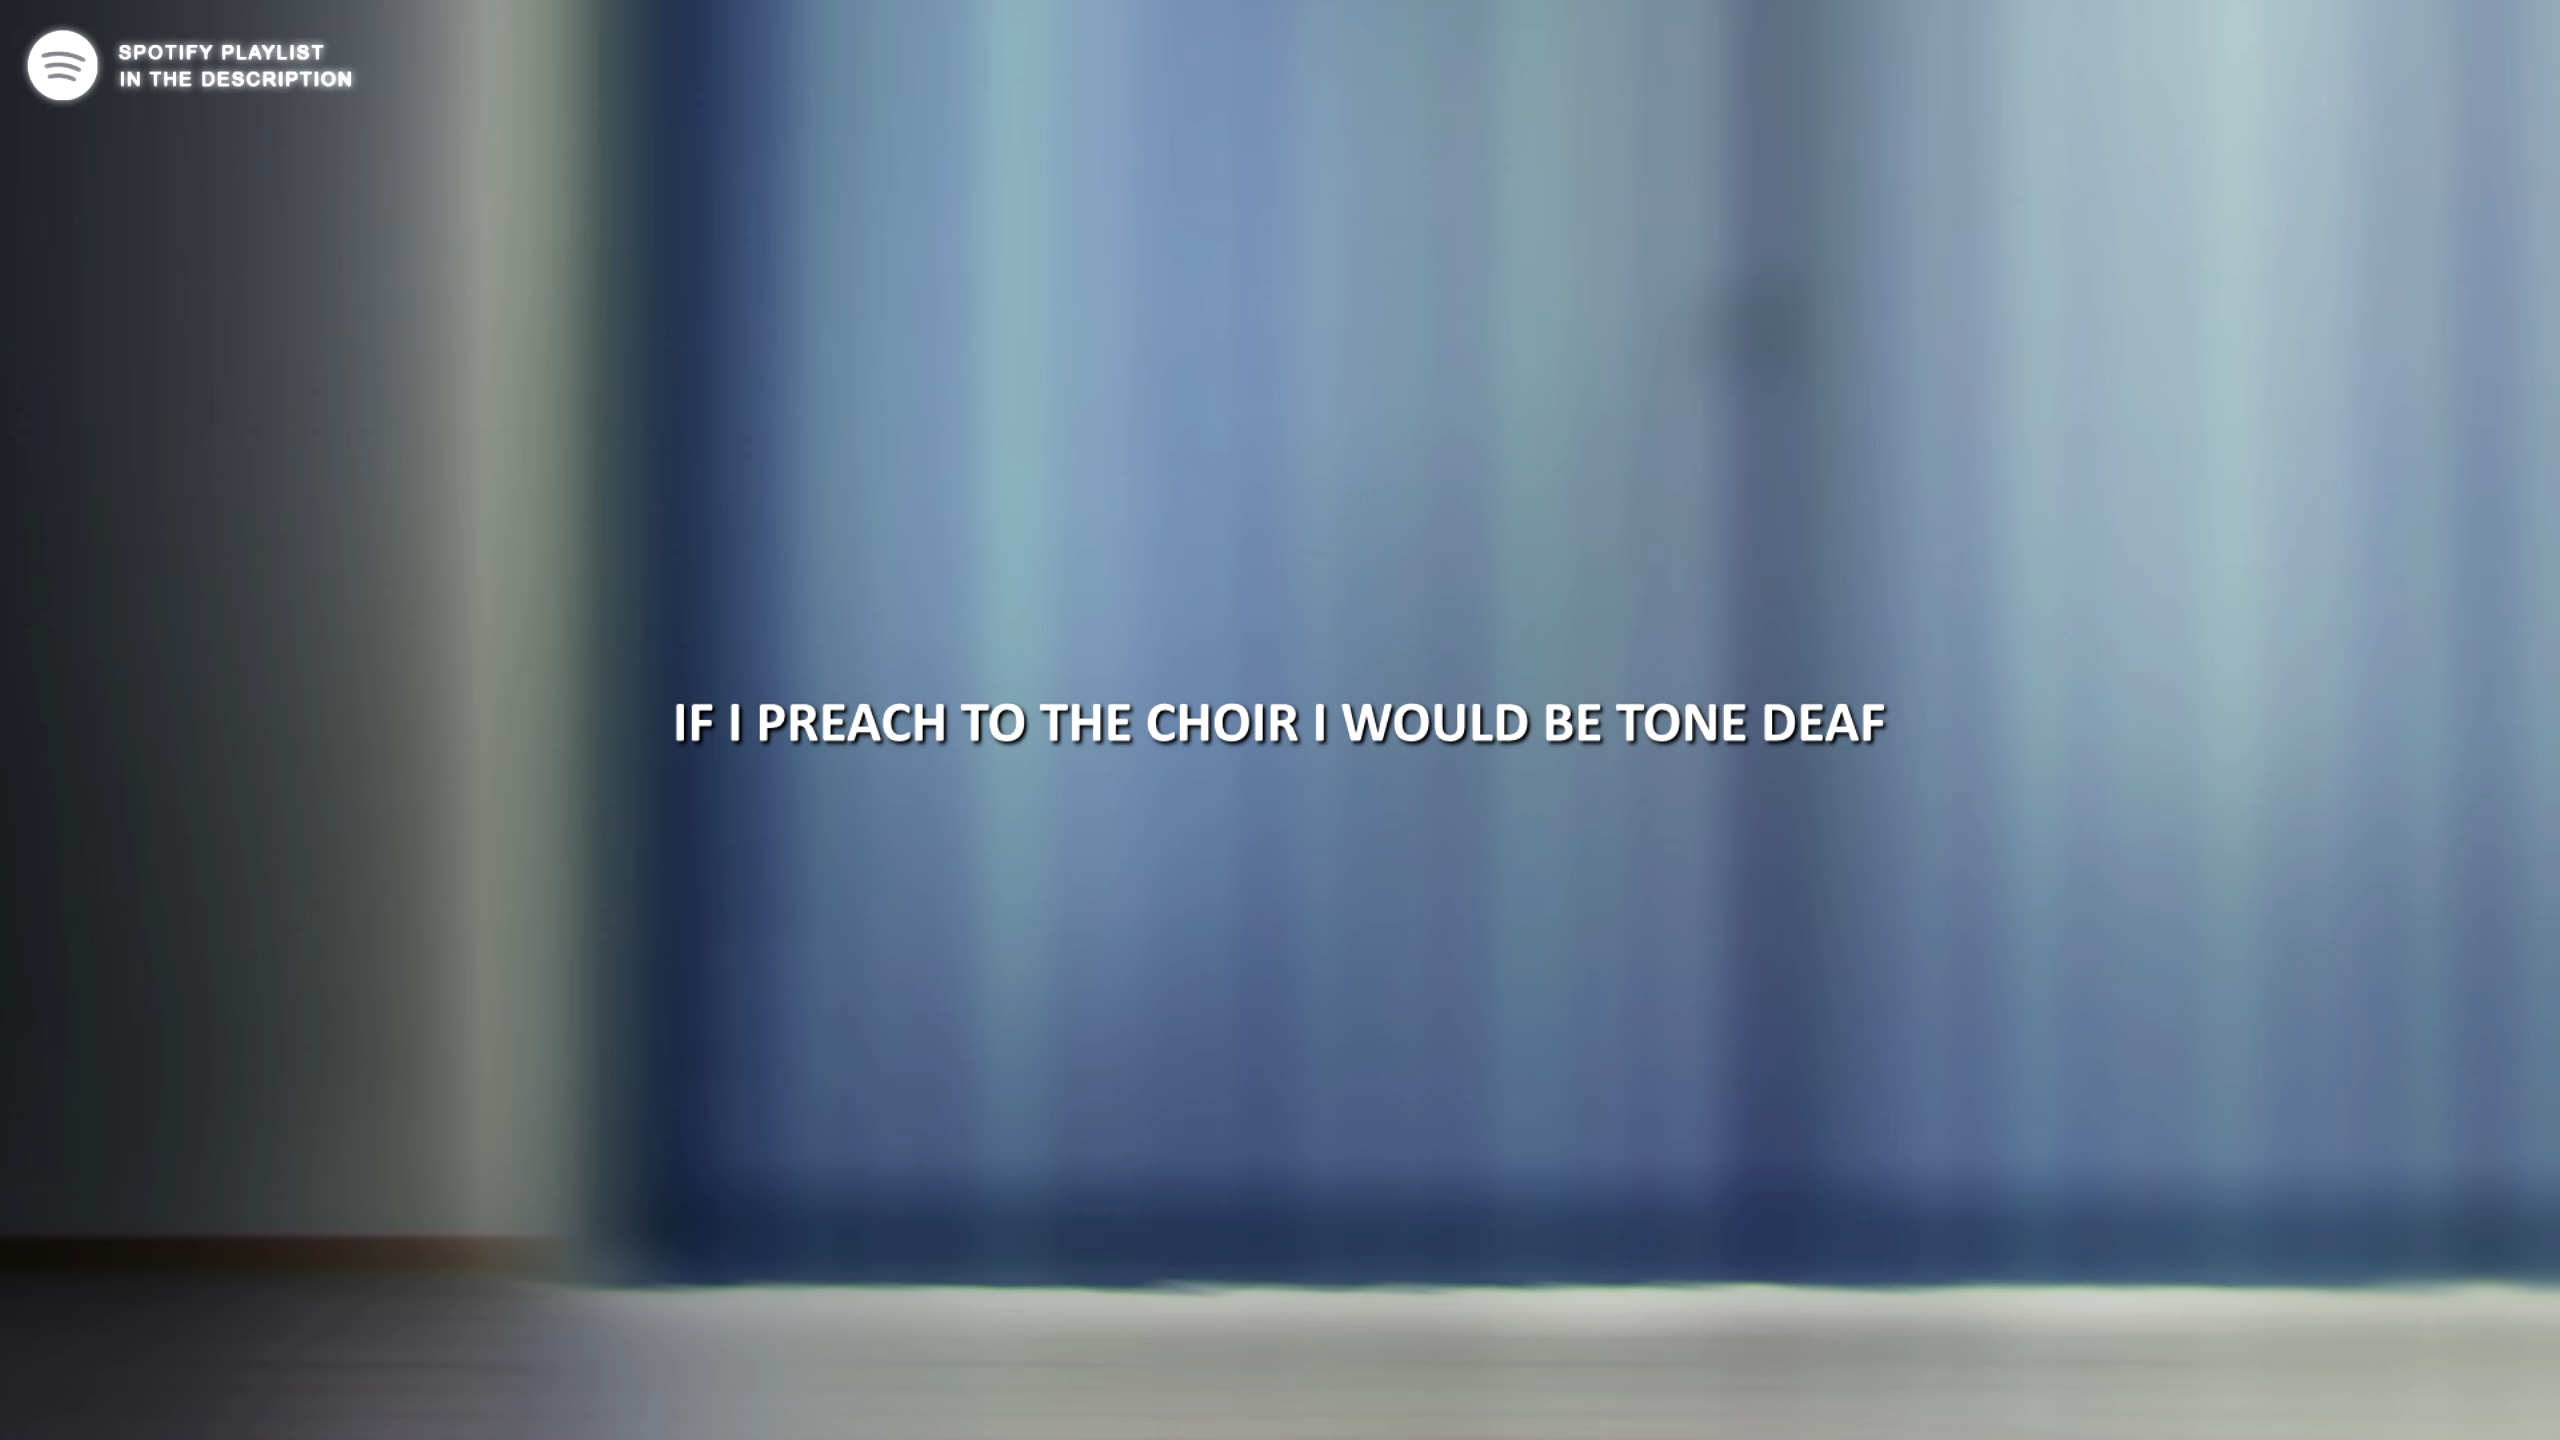 SPOTIFY PLAYLIST
IN THE DESCRIPTION
IF I PREACH TO THE CHOIR I WOULD BE TONE DEAF